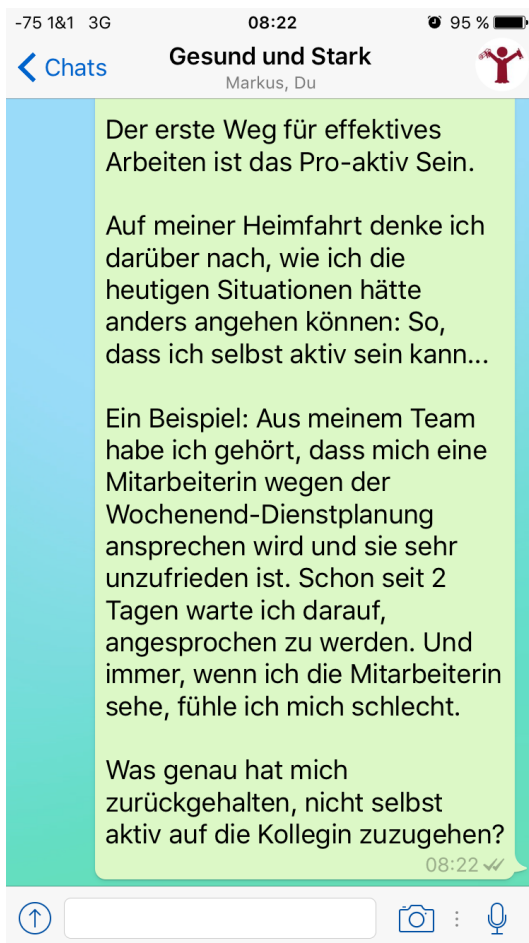 -75 1&1 3G 08:22 95 %
Chats
Gesund und Stark
Markus, Du
Der erste Weg für effektives
Arbeiten ist das Pro-aktiv Sein.
Auf meiner Heimfahrt denke ich
darüber nach, wie ich die
heutigen Situationen hätte
anders angehen können: So,
dass ich selbst aktiv sein kann...
Ein Beispiel: Aus meinem Team
habe ich gehört, dass mich eine
Mitarbeiterin wegen der
Wochenend-Dienstplanung
ansprechen wird und sie sehr
unzufrieden ist. Schon seit 2
Tagen warte ich darauf,
angesprochen zu werden. Und
immer, wenn ich die Mitarbeiterin
sehe, fühle ich mich schlecht.
Was genau hat mich
zurückgehalten, nicht selbst
aktiv auf die Kollegin zuzugehen?
08:22